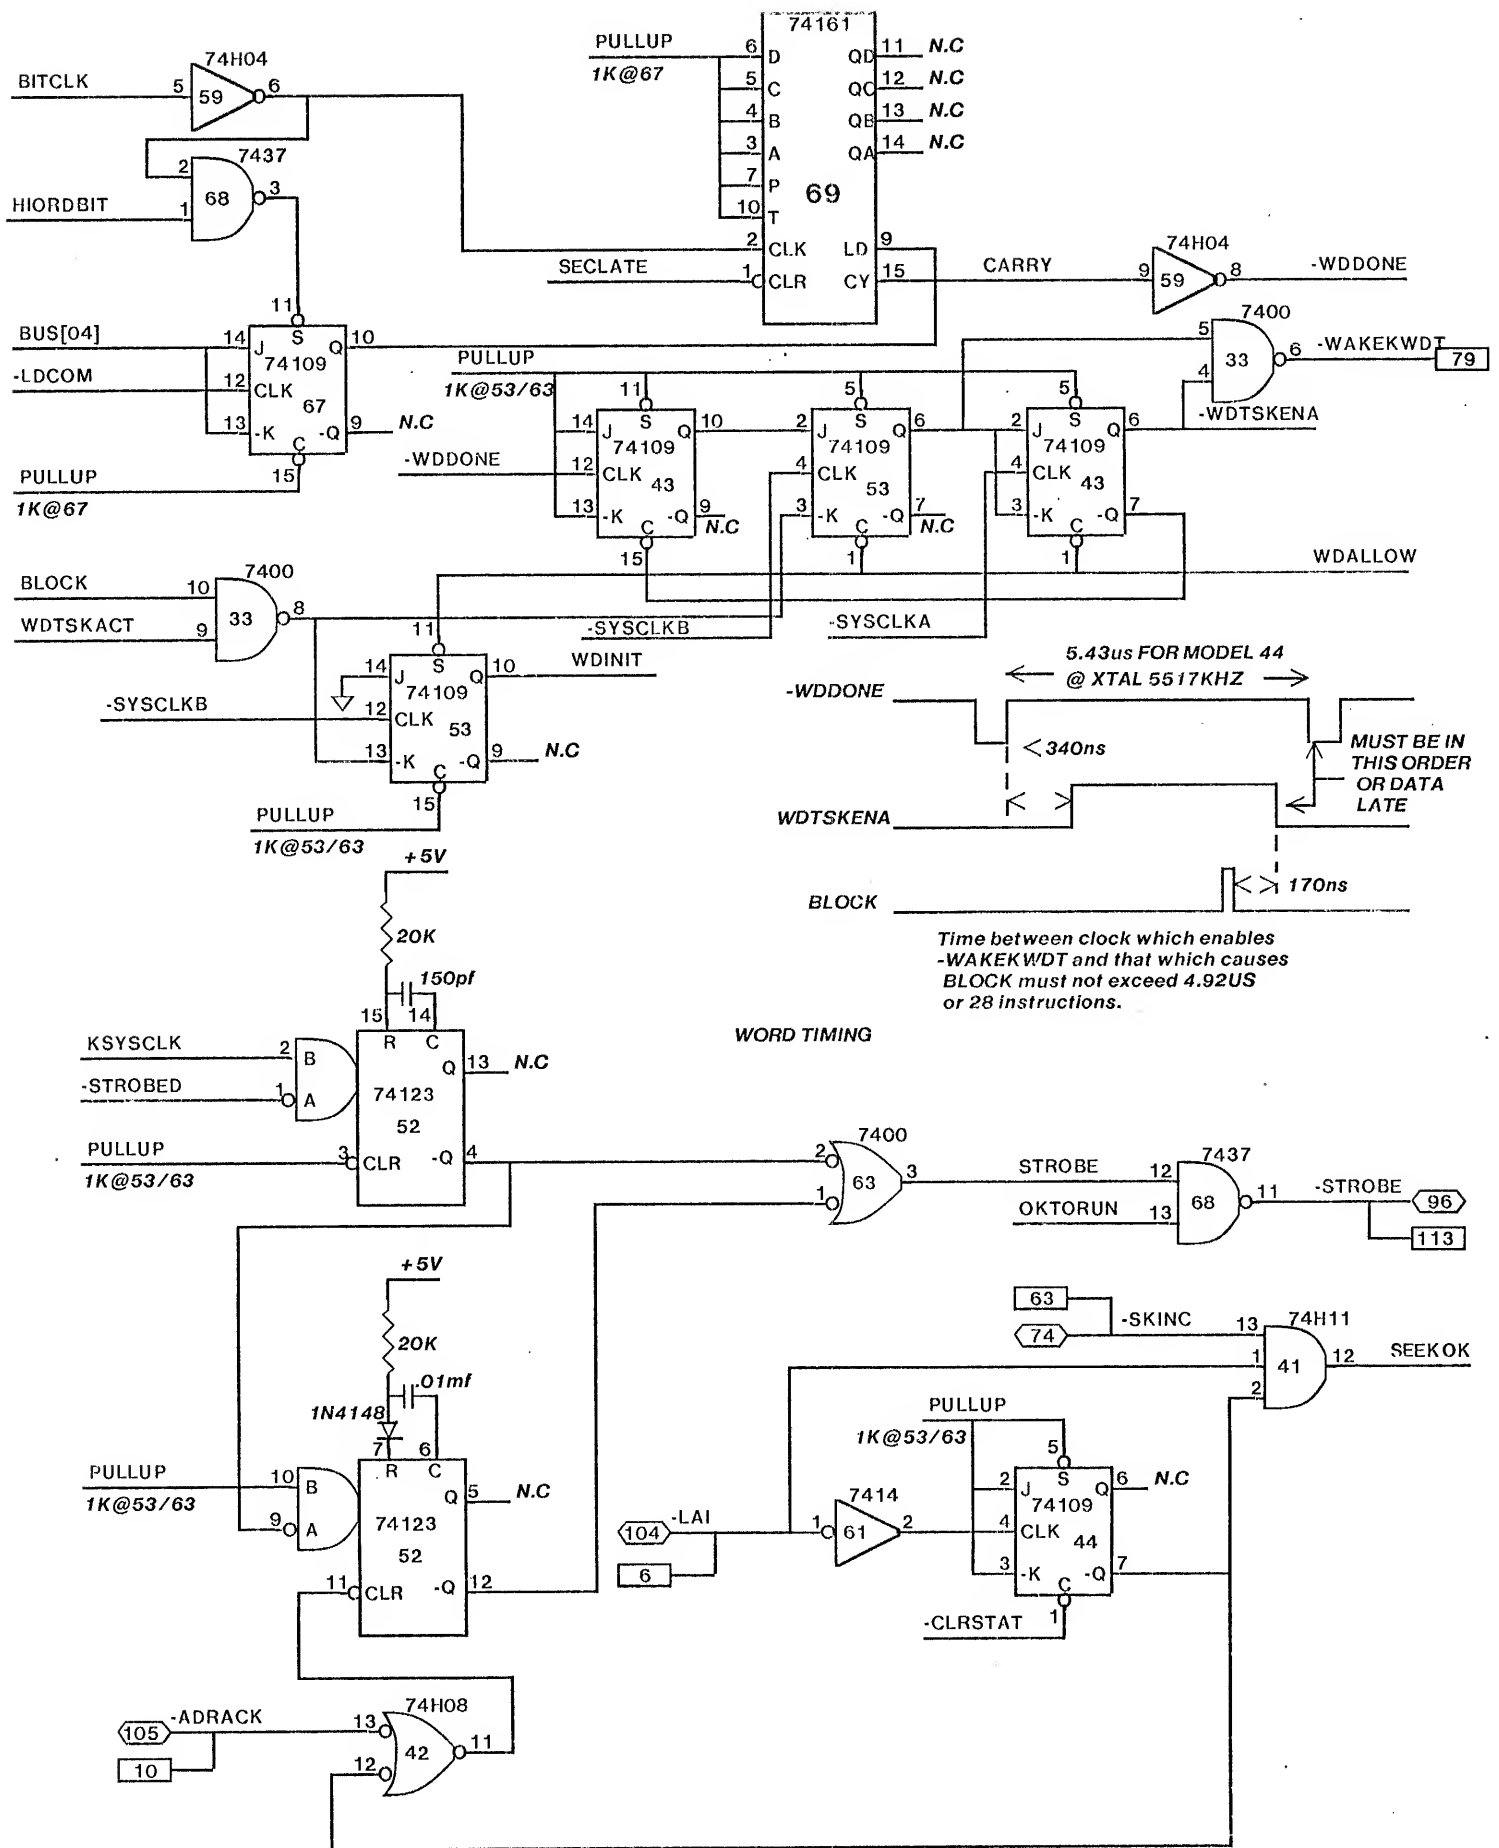 74161
PULLUP 6 D QD 11 N.C
1K@67
5 C QC 12 N.C
4 B QB 13 N.C
3 A QA 14 N.C
7 P
69
10 T
2 CLK LD 9
SECLATE 1 CLR CY 15 CARRY 9 59 8 -WDDONE
74H04
74H04
BITCLK 5 59 6
7437
2
68 3
HIORDBIT 1
11
BUS[04] 14 J S Q 10
74109
-LDCOM 12 CLK
67
13 -K C -Q 9 N.C
PULLUP 15
1K@67
PULLUP
1K@53/63
11 5 5
14 J S Q 10 2 J S Q 6 2 J S Q 6
74109 74109 74109
-WDDONE 12 CLK 4 CLK 4 CLK
43 53 43
13 -K C -Q 9 N.C 3 -K C -Q 7 N.C 3 -K C -Q 7
15 1 1
7400
5
33 6 -WAKEKWDT 79
4
-WDTSKENA
WDALLOW
7400
BLOCK 10
33 8
WDTSKACT 9
-SYSCLKB
-SYSCLKA
11
14 J S Q 10 WDINIT
74109
-SYSCLKB 12 CLK
53
13 -K C -Q 9 N.C
PULLUP 15
1K@53/63
5.43us FOR MODEL 44
@ XTAL 5517KHZ
-WDDONE
<340ns
MUST BE IN
THIS ORDER
OR DATA
LATE
WDTSKENA
< >
BLOCK
< > 170ns
Time between clock which enables
-WAKEKWDT and that which causes
BLOCK must not exceed 4.92US
or 28 instructions.
WORD TIMING
+5V
20K
150pf
15 14
R C
KSYSCLK 2 B Q 13 N.C
-STROBED 1 A
74123
52
PULLUP 3 CLR -Q 4
1K@53/63
7400
2
63 3 STROBE 12
1
7437
68 11 -STROBE 96
OKTORUN 13
113
+5V
20K
.01mf
1N4148
7 6
R C
PULLUP 10 B Q 5 N.C
1K@53/63
9 A
74123
52
11 CLR -Q 12
63
74 -SKINC 13
74H11
1 41 12 SEEKOK
2
PULLUP
1K@53/63
5
2 J S Q 6 N.C
74109
7414
104 -LAI 1 61 2 4 CLK
44
6
3 -K C -Q 7
-CLRSTAT 1
74H08
105 -ADRACK 13
42 11
10 12